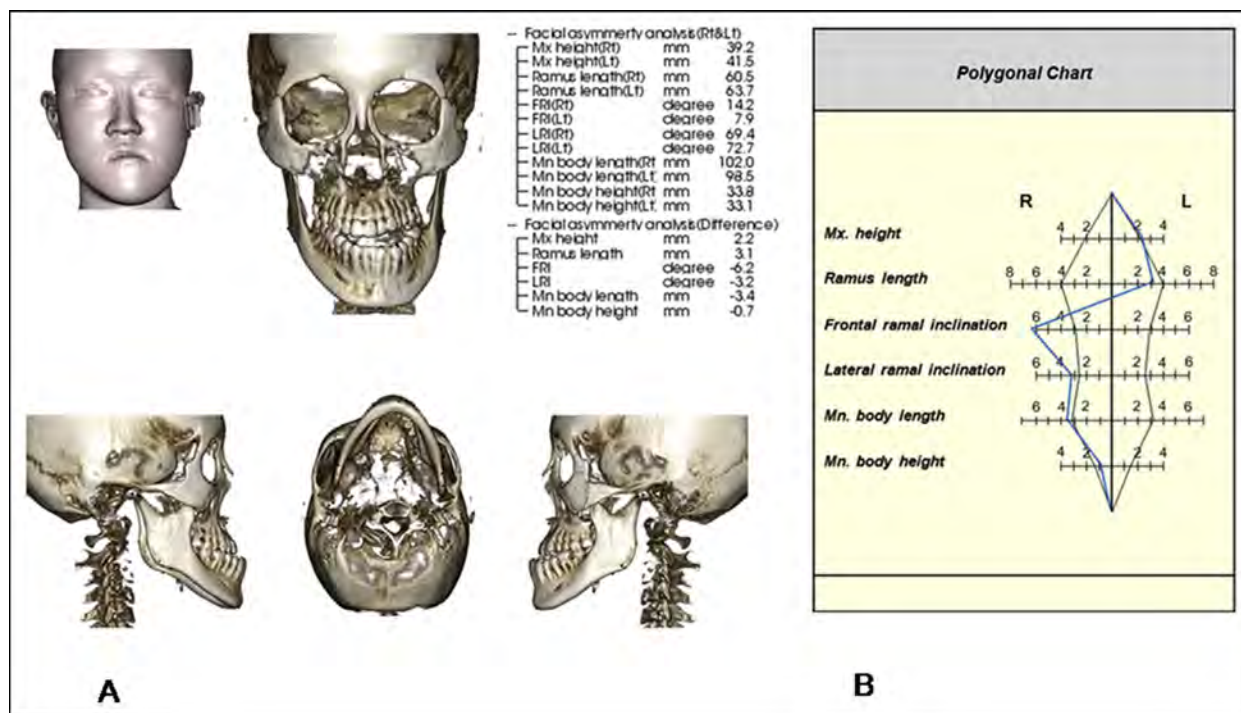 Facial asymmerty analysis(Rt&Lt)
Mx height(Rt) mm 39.2
Mx height(Lt) mm 41.5
Ramus length(Rt) mm 60.5
Ramus length(Lt) mm 63.7
FRI(Rt) degree 14.2
FRI(Lt) degree 7.9
LRI(Rt) degree 69.4
LRI(Lt) degree 72.7
Mn body length(Rt mm 102.0
Mn body length(Lt) mm 98.5
Mn body height(Rt mm 33.8
Mn body height(Lt) mm 33.1
Facial asymmerty analysis(Difference)
Mx height mm 2.2
Ramus length mm 3.1
FRI degree -6.2
LRI degree -3.2
Mn body length mm -3.4
Mn body height mm -0.7
A
Polygonal Chart
R L
Mx. height 4 2 2 4
Ramus length 8 6 4 2 2 4 6 8
Frontal ramal inclination 6 4 2 2 4 6
Lateral ramal inclination 6 4 2 2 4 6
Mn. body length 6 4 2 2 4 6
Mn. body height 4 2 2 4
B